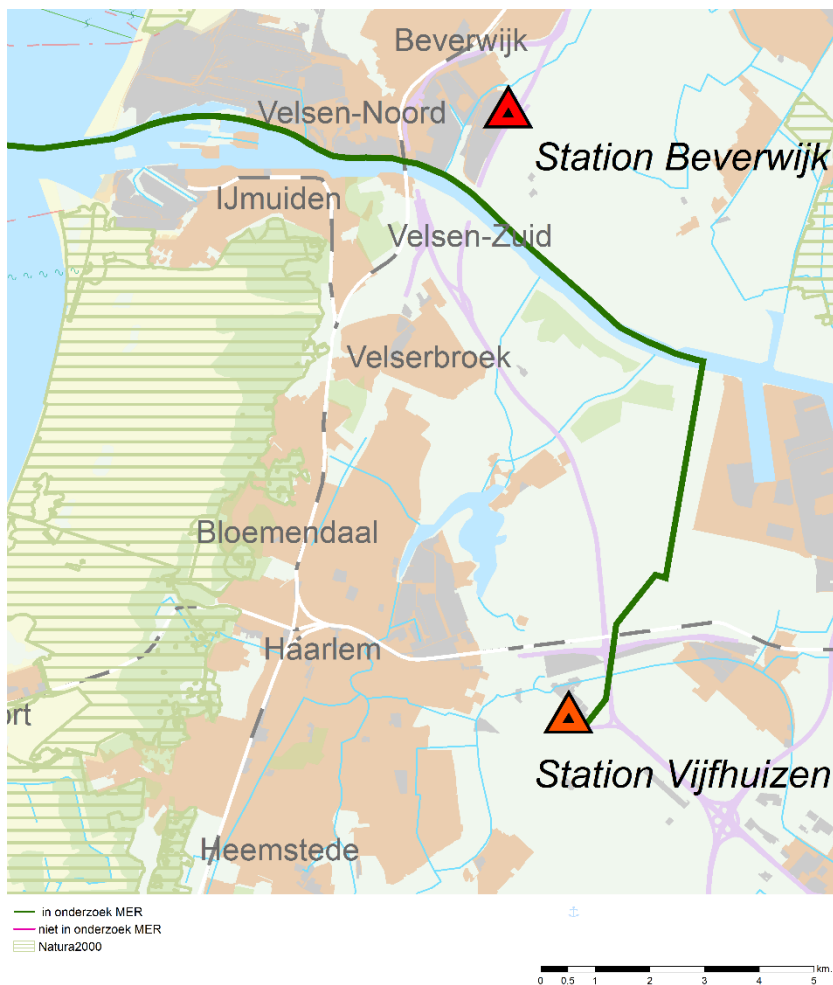 Beverwijk
Velsen-Noord
Station Beverwijk
IJmuiden
Velsen-Zuid
Velserbroek
Bloemendaal
Haarlem
ort
Station Vijfhuizen
Heemstede
in onderzoek MER
niet in onderzoek MER
Natura2000
km.
0 0.5 1 2 3 4 5